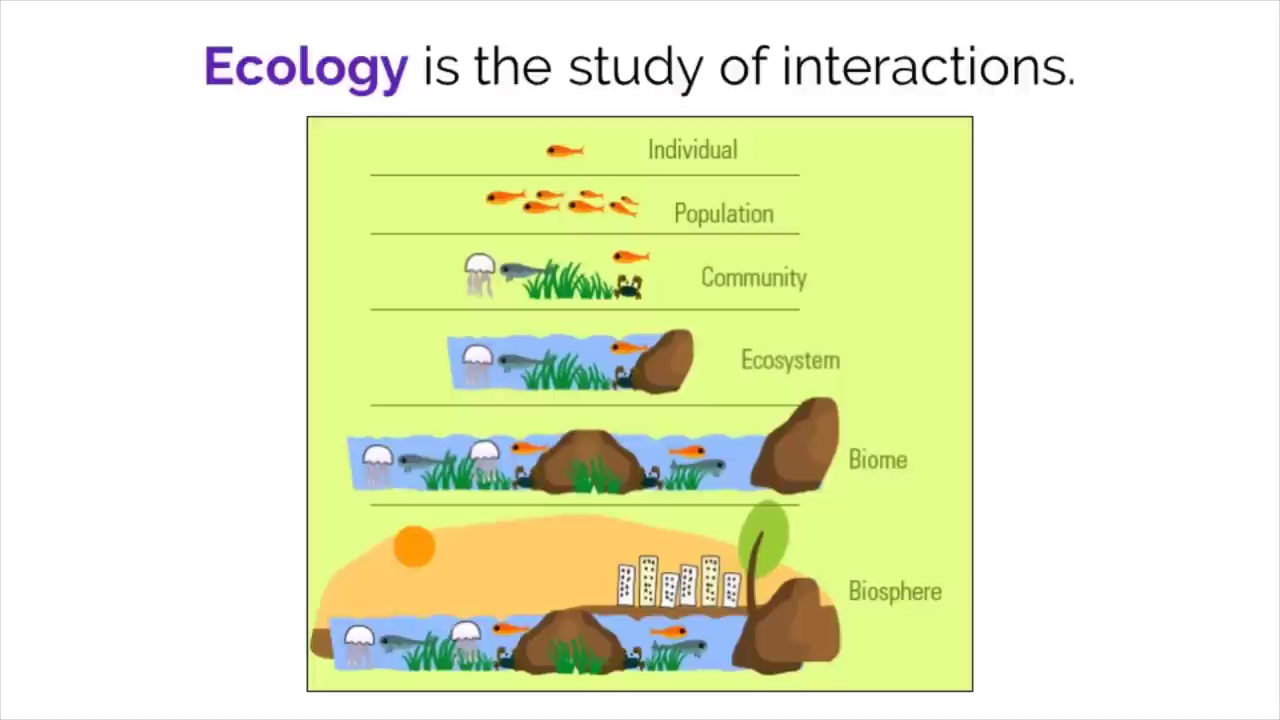 Ecology is the study of interactions.
Individual
Population
Community
Ecosystem
Biome
Biosphere